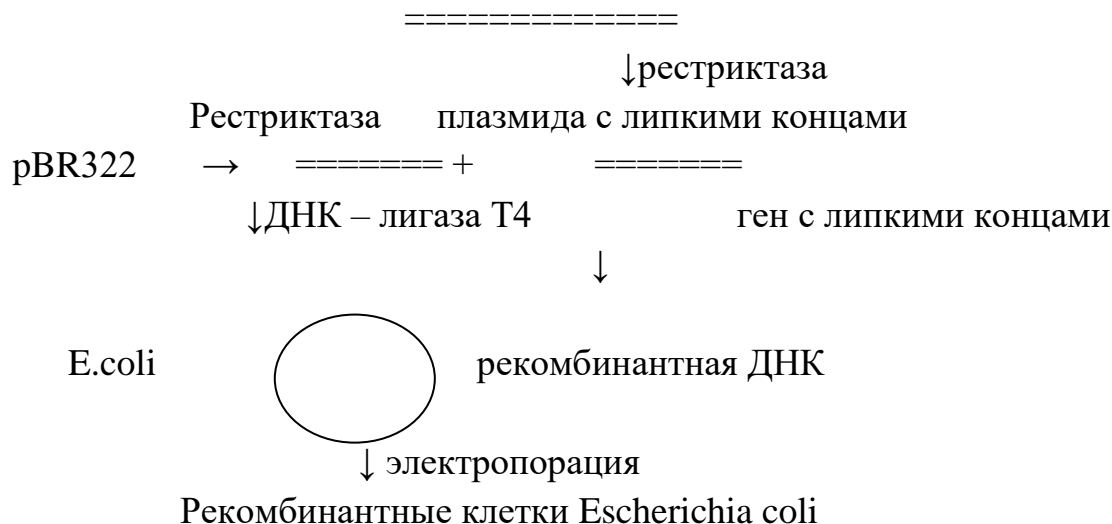 =============
↓рестриктаза
Рестриктаза плазмида с липкими концами
pBR322 → ======= + =======
↓ДНК – лигаза Т4 ген с липкими концами
↓
E.coli рекомбинантная ДНК
↓ электропорация
Рекомбинантные клетки Escherichia coli